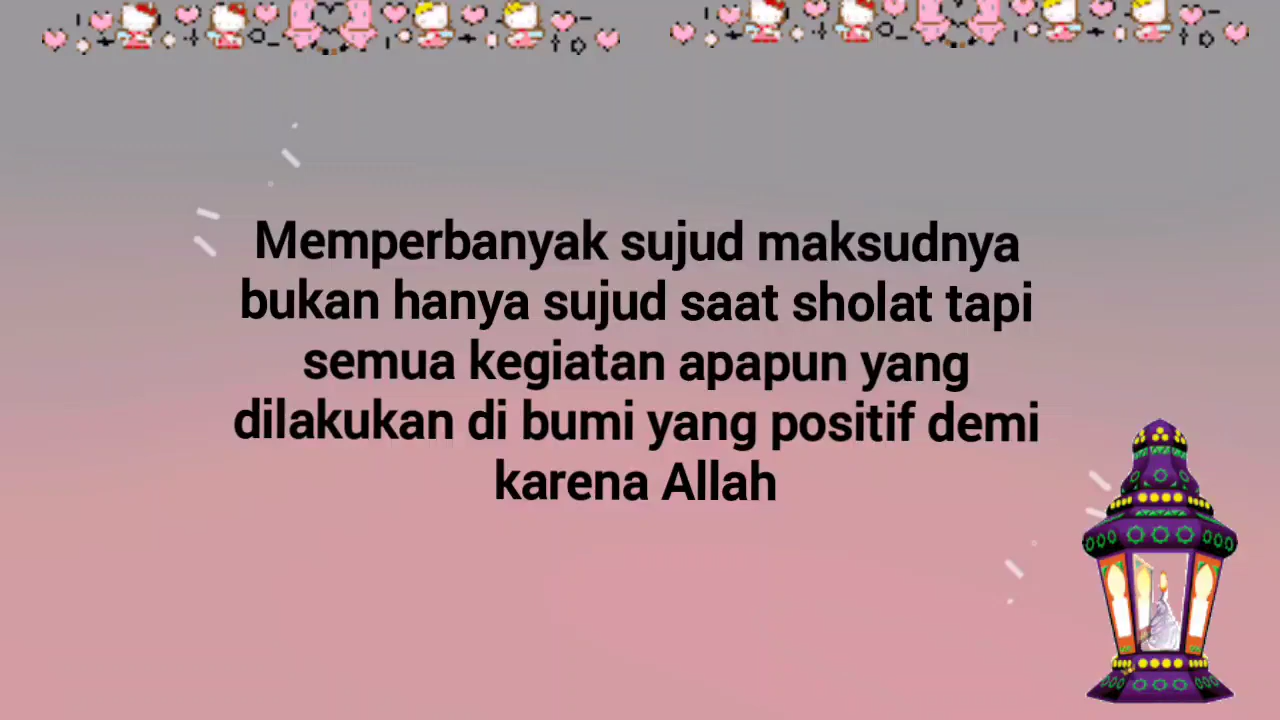 Memperbanyak sujud maksudnya
bukan hanya sujud saat sholat tapi
semua kegiatan apapun yang
dilakukan di bumi yang positif demi
karena Allah